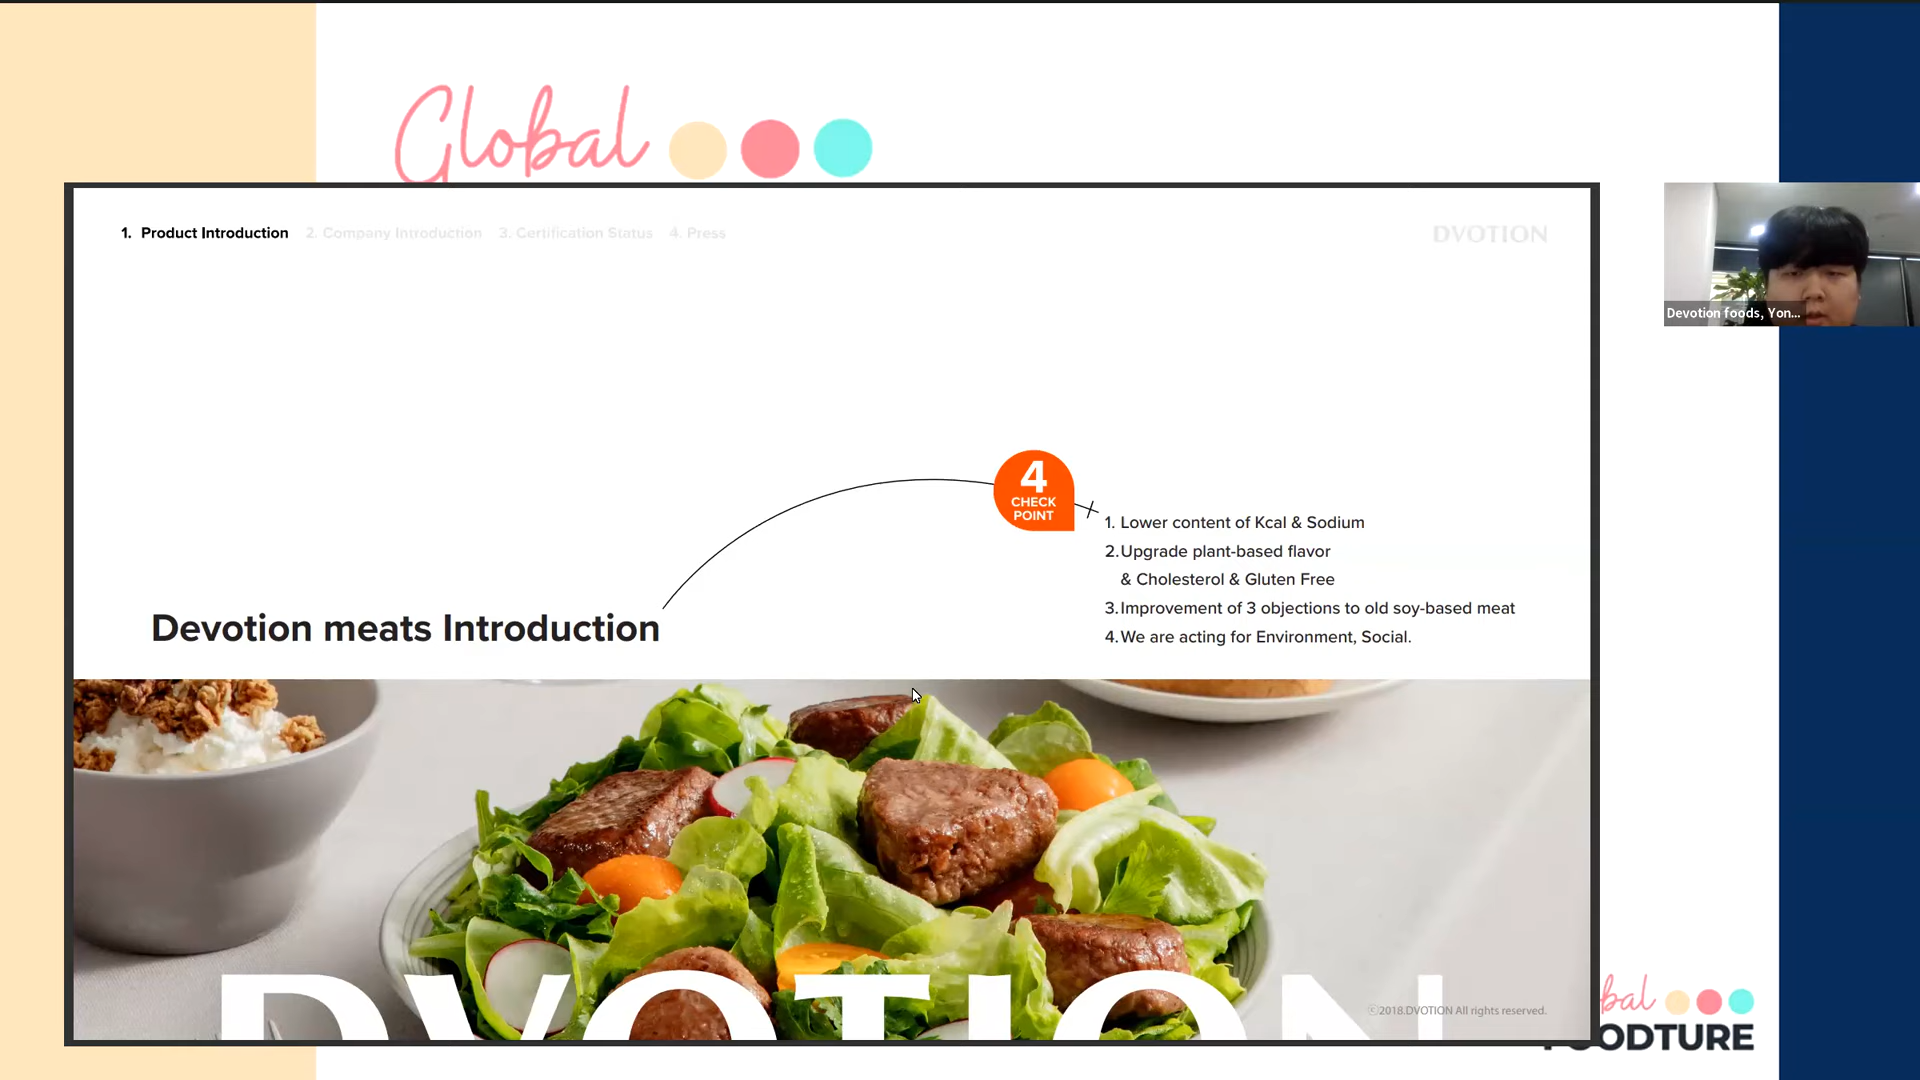 Global
1. Product Introduction 2. Company Introduction 3. Certification Status 4. Press
DVOTION
4
CHECK
POINT
1. Lower content of Kcal & Sodium
2.Upgrade plant-based flavor
& Cholesterol & Gluten Free
3.Improvement of 3 objections to old soy-based meat
4.We are acting for Environment, Social.
Devotion meats Introduction
Devotion foods, Yon...
DVOTION
©2018.DVOTION All rights reserved.
bal
FOODTURE